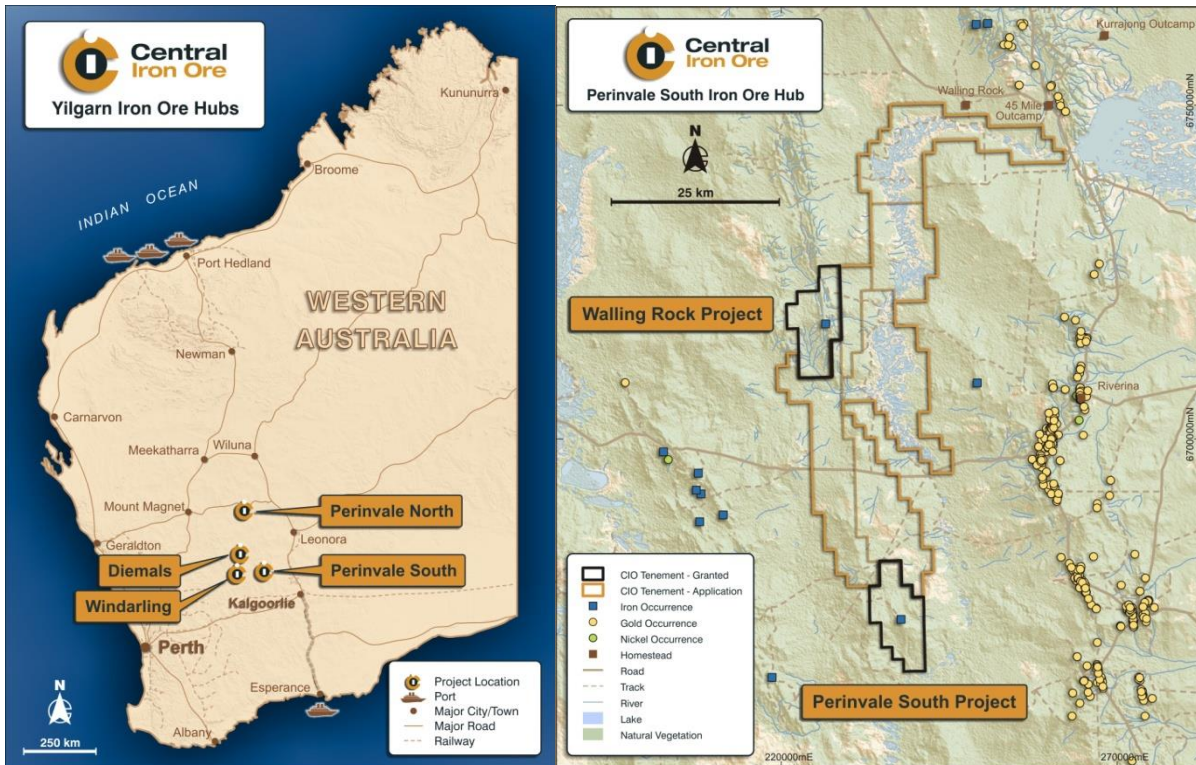 Central
Iron Ore
Yilgarn Iron Ore Hubs
Kununurra
Broome
INDIAN OCEAN
Port Hedland
WESTERN
AUSTRALIA
Newman
Carnarvon
Meekatharra
Wiluna
Mount Magnet
Perinvale North
Geraldton
Leonora
Diemals
Perinvale South
Windarling
Kalgoorlie
Perth
Esperance
Albany
N
250 km
Project Location
Port
Major City/Town
Major Road
Railway
Central
Iron Ore
Perinvale South Iron Ore Hub
Kurrajong Outcamp
Walling Rock
45 Mile
Outcamp
675000mN
N
25 km
Walling Rock Project
Riverina
670000mN
CIO Tenement - Granted
CIO Tenement - Application
Iron Occurrence
Gold Occurrence
Nickel Occurrence
Homestead
Road
Track
River
Lake
Natural Vegetation
Perinvale South Project
220000mE
270000mE